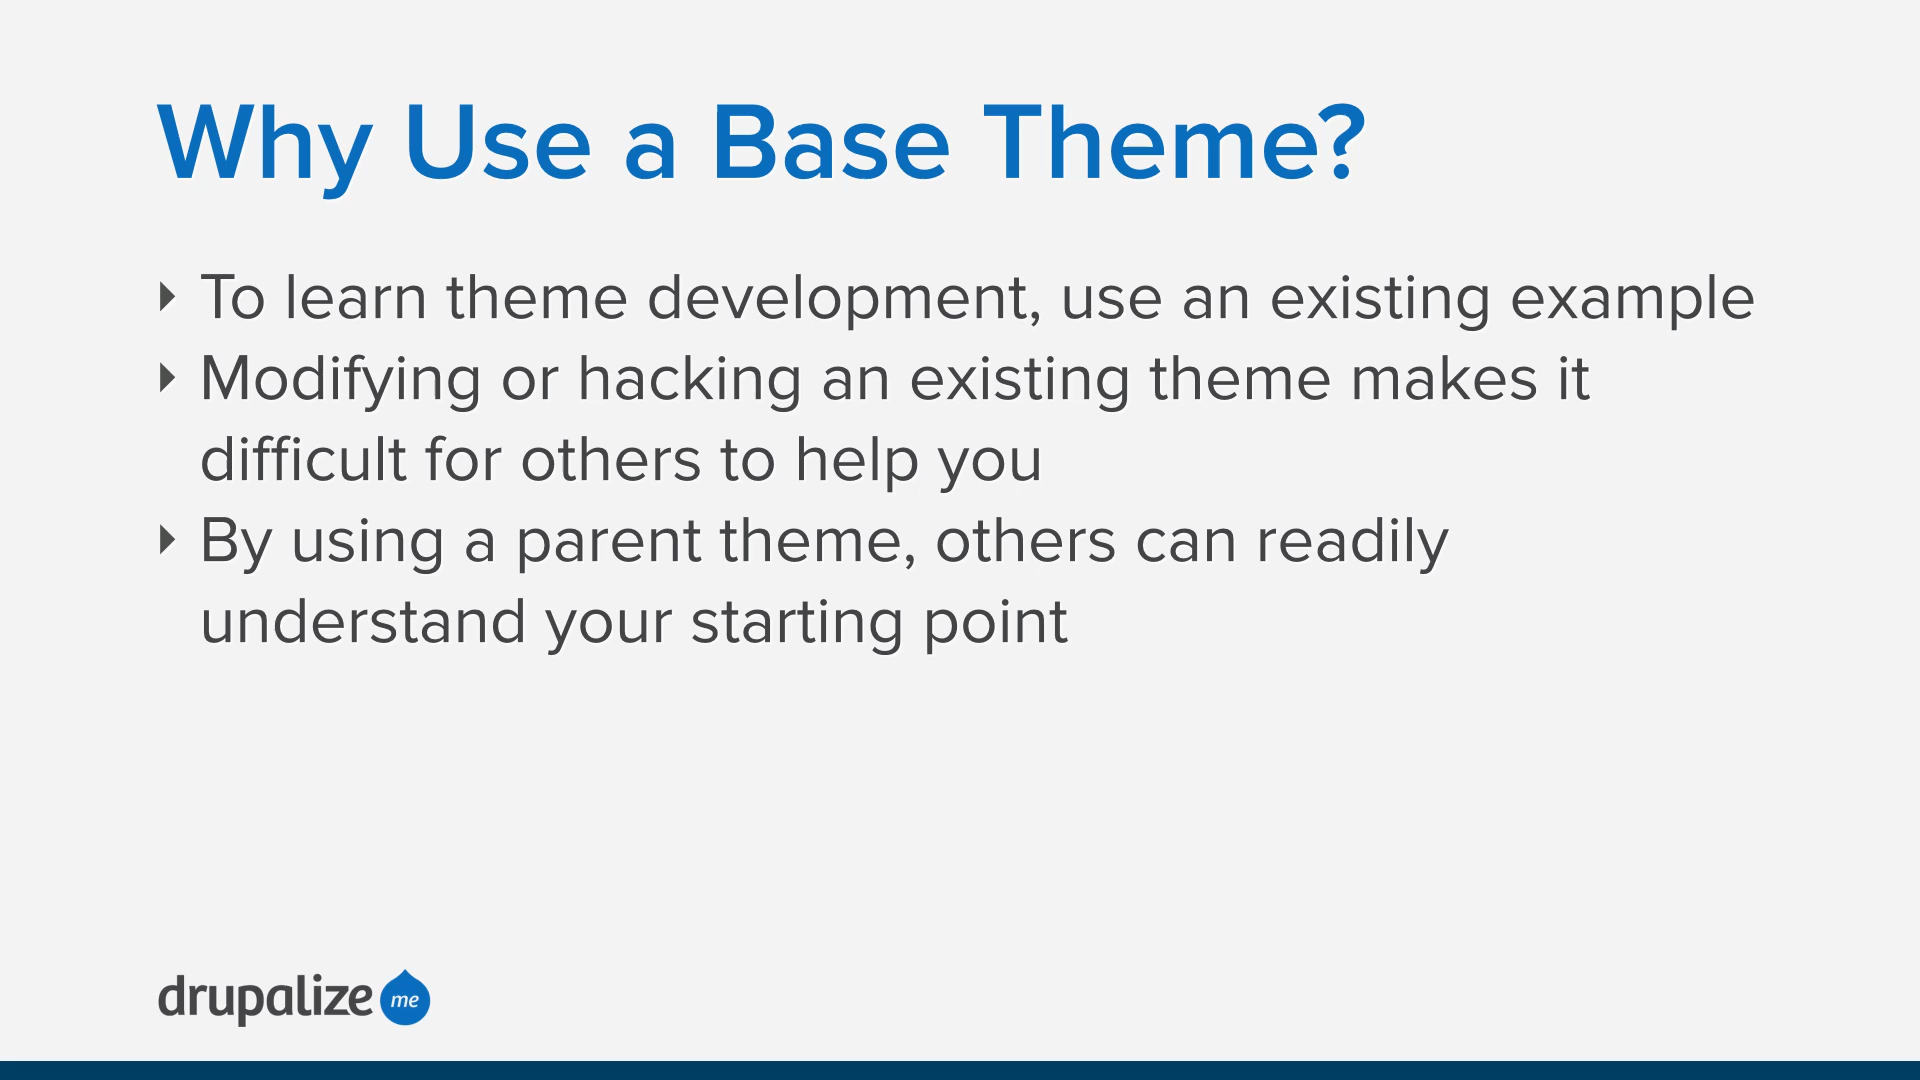 Why Use a Base Theme?
To learn theme development, use an existing example
Modifying or hacking an existing theme makes it
difficult for others to help you
By using a parent theme, others can readily
understand your starting point
drupalize me